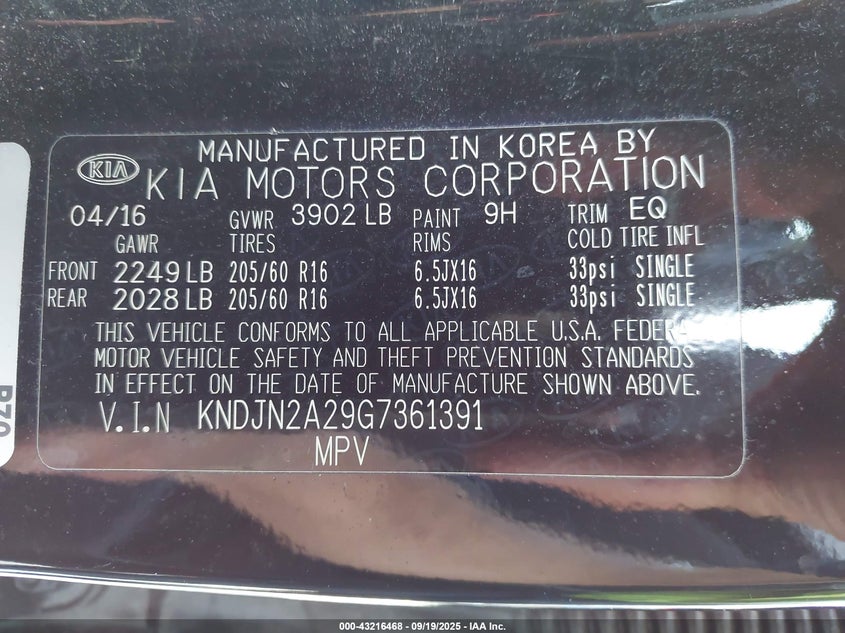 MANUFACTURED IN KOREA BY
KIA KIA MOTORS CORPORATION
04/16 GVWR 3902 LB PAINT 9H TRIM EQ
GAWR TIRES RIMS COLD TIRE INFL
FRONT 2249 LB 205/60 R16 6.5JX16 33psi SINGLE
REAR 2028 LB 205/60 R16 6.5JX16 33psi SINGLE
THIS VEHICLE CONFORMS TO ALL APPLICABLE U.S.A. FEDERAL
MOTOR VEHICLE SAFETY AND THEFT PREVENTION STANDARDS
IN EFFECT ON THE DATE OF MANUFACTURE SHOWN ABOVE.
V.I.N KNDJN2A29G7361391
MPV
000-43216468 - 09/19/2025 - IAA Inc.